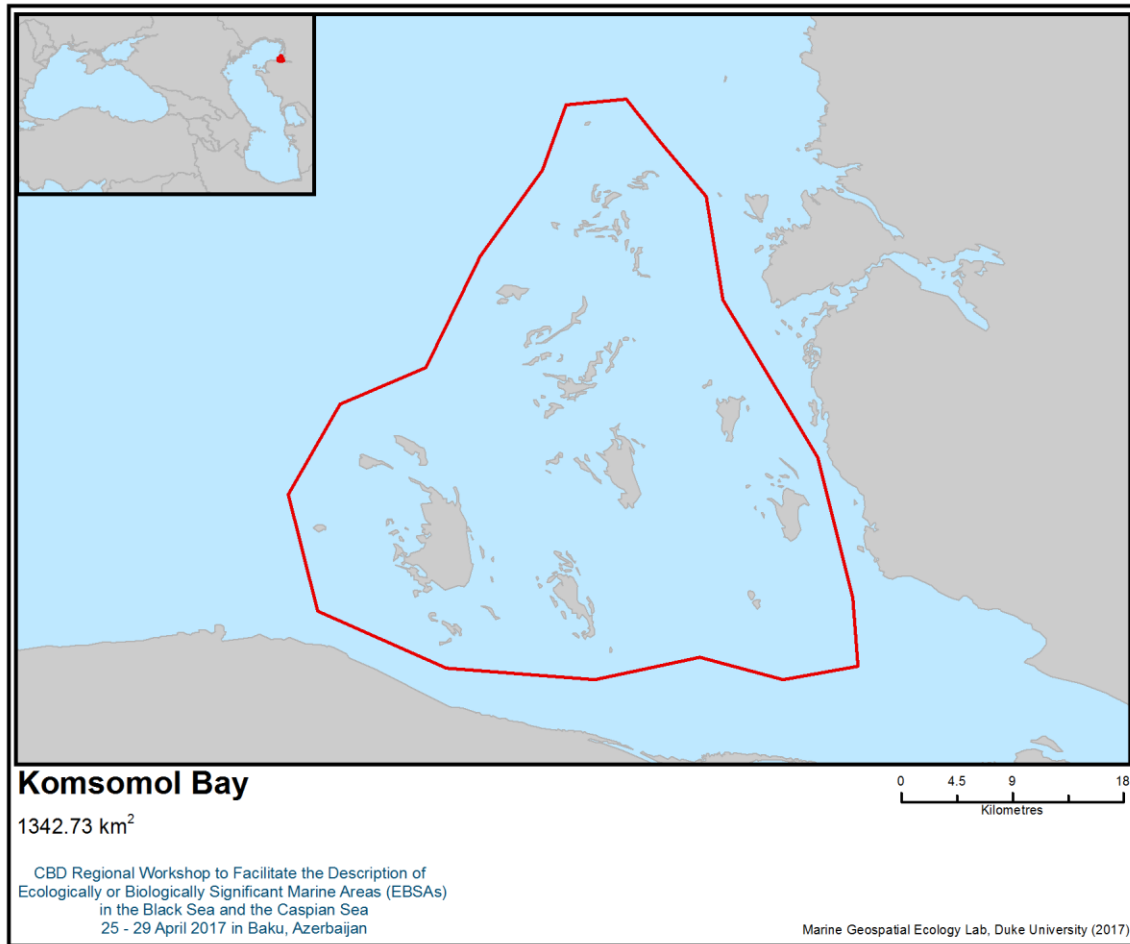 Komsomol Bay
1342.73 km²
0 4.5 9 18
Kilometres
CBD Regional Workshop to Facilitate the Description of
Ecologically or Biologically Significant Marine Areas (EBSAs)
in the Black Sea and the Caspian Sea
25 - 29 April 2017 in Baku, Azerbaijan
Marine Geospatial Ecology Lab, Duke University (2017)